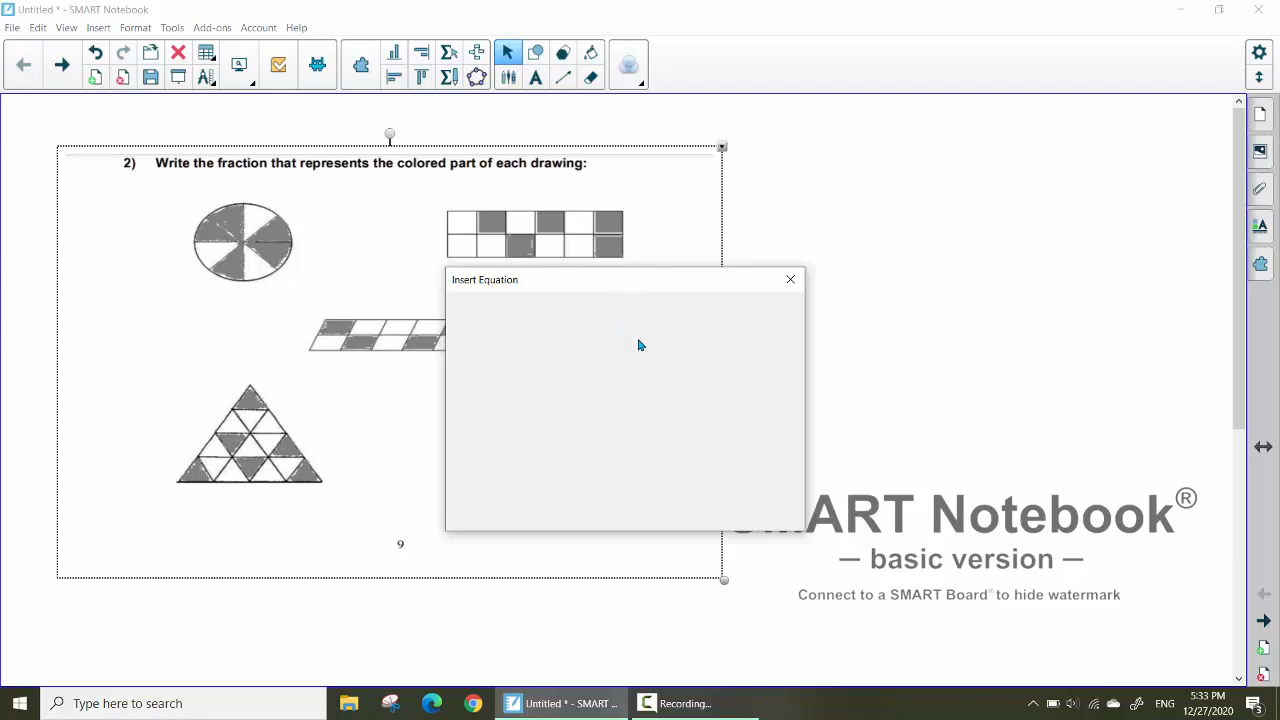 Untitled * - SMART Notebook
File Edit View Insert Format Tools Add-ons Account Help
2) Write the fraction that represents the colored part of each drawing:
Insert Equation
9
SMART Notebook®
— basic version —
Connect to a SMART Board® to hide watermark
Type here to search
Untitled * - SMART ...
Recording...
ENG
5:33 PM
12/27/2020
3